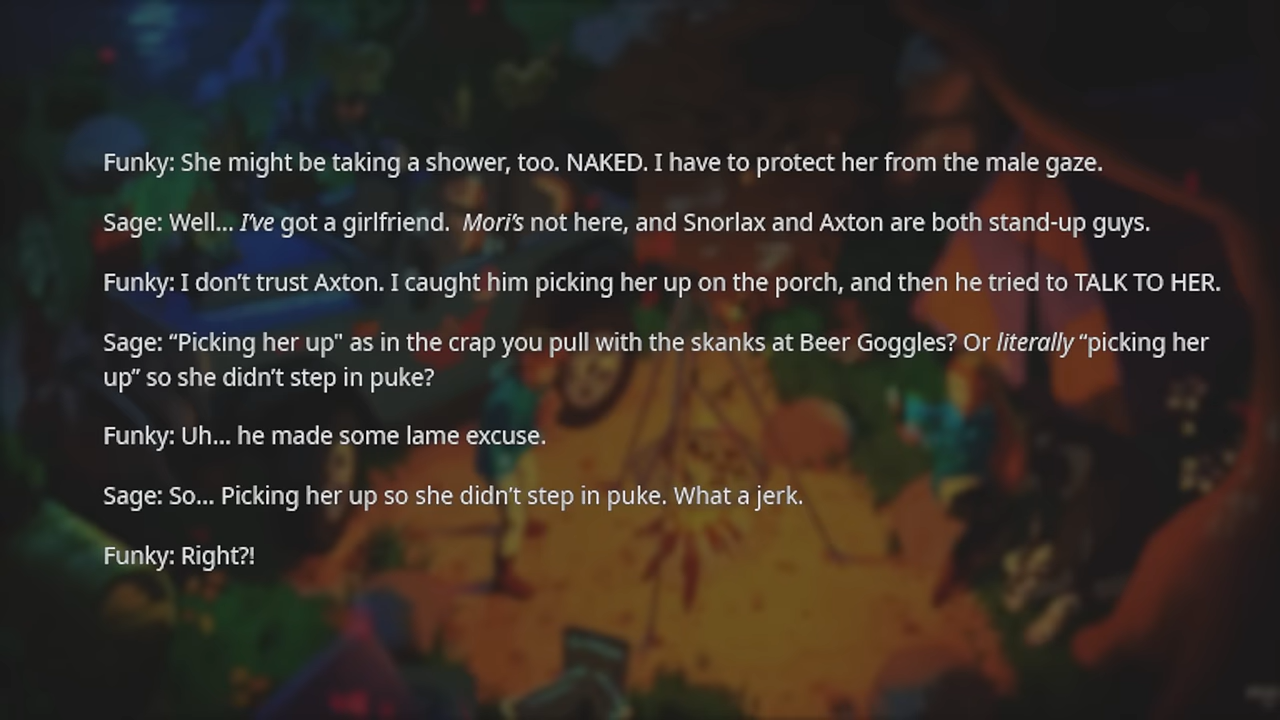 Funky: She might be taking a shower, too. NAKED. I have to protect her from the male gaze.
Sage: Well... I've got a girlfriend.  Mori's not here, and Snorlax and Axton are both stand-up guys.
Funky: I don't trust Axton. I caught him picking her up on the porch, and then he tried to TALK TO HER.
Sage: “Picking her up" as in the crap you pull with the skanks at Beer Goggles? Or literally “picking her
up” so she didn’t step in puke?
Funky: Uh... he made some lame excuse.
Sage: So... Picking her up so she didn’t step in puke. What a jerk.
Funky: Right?!